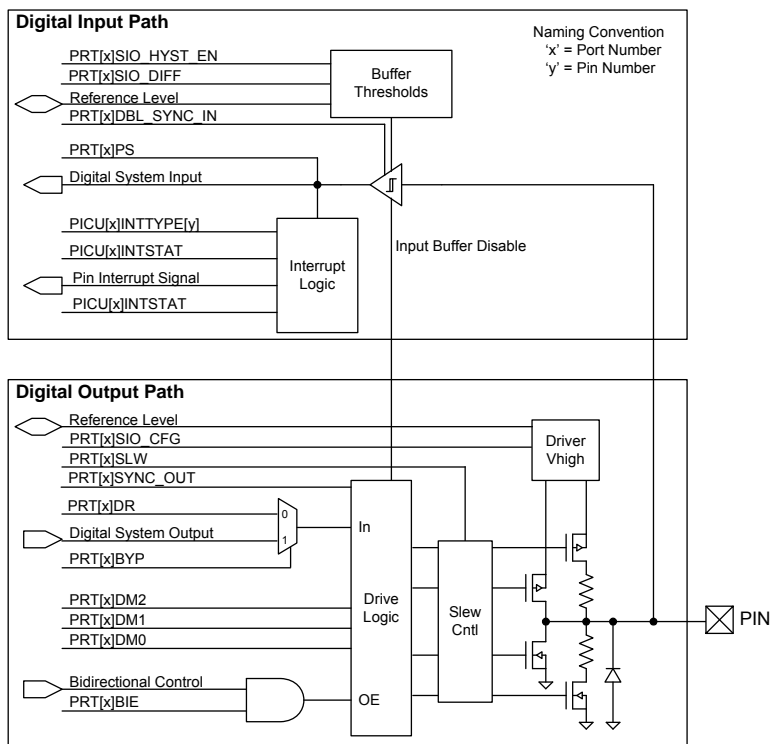 Digital Input Path
Naming Convention
'x' = Port Number
'y' = Pin Number
PRT[x]SIO_HYST_EN
PRT[x]SIO_DIFF
Reference Level
PRT[x]DBL_SYNC_IN
Buffer
Thresholds
PRT[x]PS
Digital System Input
PICU[x]INTTYPE[y]
PICU[x]INTSTAT
Pin Interrupt Signal
PICU[x]INTSTAT
Interrupt
Logic
Input Buffer Disable
Digital Output Path
Reference Level
PRT[x]SIO_CFG
PRT[x]SLW
PRT[x]SYNC_OUT
Driver
Vhigh
PRT[x]DR
Digital System Output
PRT[x]BYP
0
1
In
PRT[x]DM2
PRT[x]DM1
PRT[x]DM0
Drive
Logic
Slew
Cntl
PIN
Bidirectional Control
PRT[x]BIE
OE